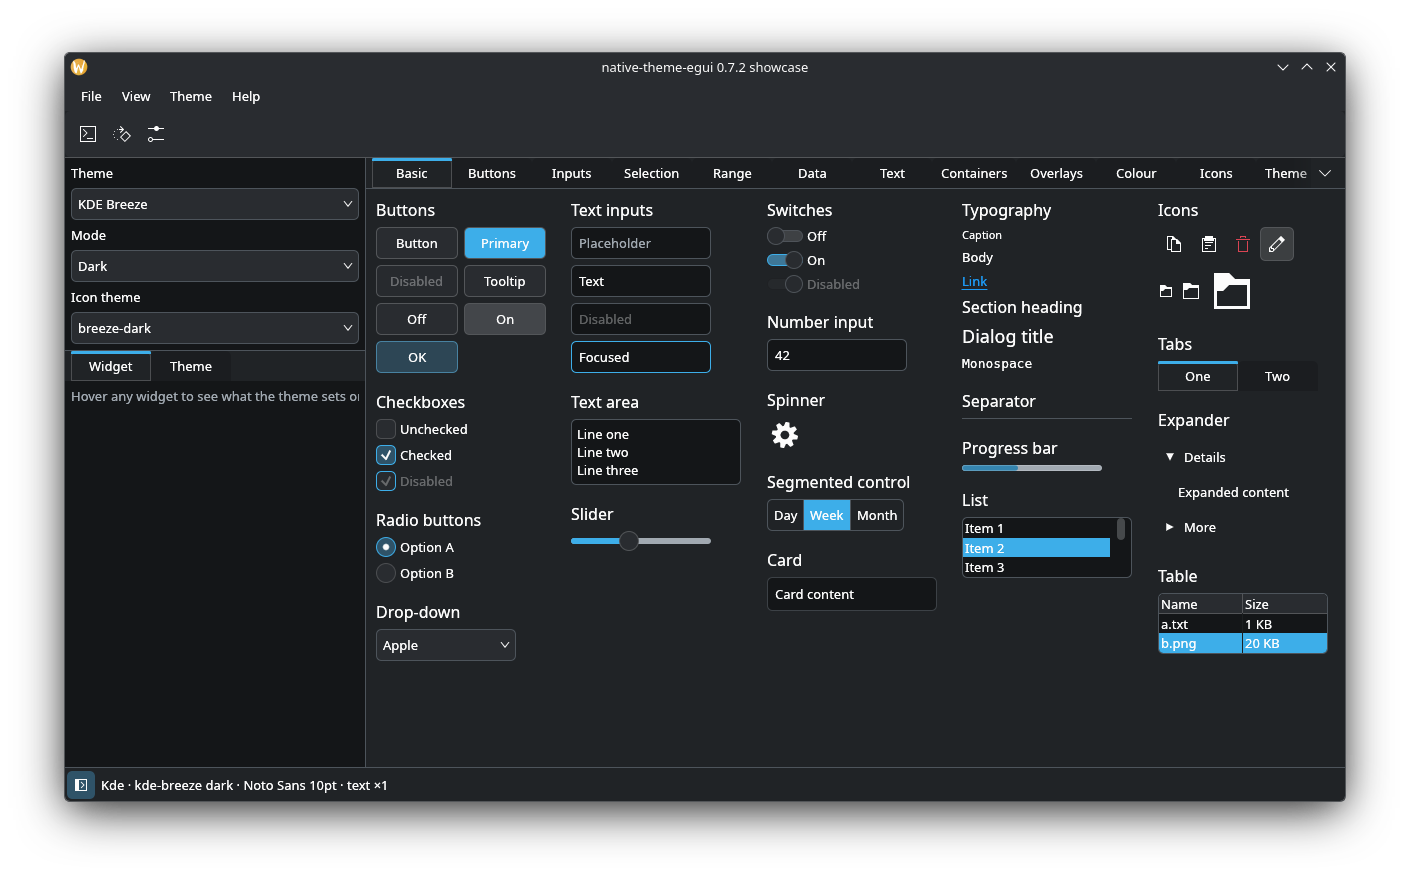 native-theme-egui 0.7.2 showcase
File View Theme Help
Theme
KDE Breeze
Mode
Dark
Icon theme
breeze-dark
Widget Theme
Hover any widget to see what the theme sets
Basic Buttons Inputs Selection Range Data Text Containers Overlays Colour Icons Theme
Buttons
Button Primary
Disabled Tooltip
Off On
OK
Checkboxes
Unchecked
Checked
Disabled
Radio buttons
Option A
Option B
Drop-down
Apple
Text inputs
Placeholder
Text
Disabled
Focused
Text area
Line one
Line two
Line three
Slider
Switches
Off
On
Disabled
Number input
42
Spinner
Segmented control
Day Week Month
Card
Card content
Typography
Caption
Body
Link
Section heading
Dialog title
Monospace
Separator
Progress bar
List
Item 1
Item 2
Item 3
Icons
Tabs
One Two
Expander
Details
Expanded content
More
Table
Name Size
a.txt 1 KB
b.png 20 KB
Kde · kde-breeze dark · Noto Sans 10pt · text ×1